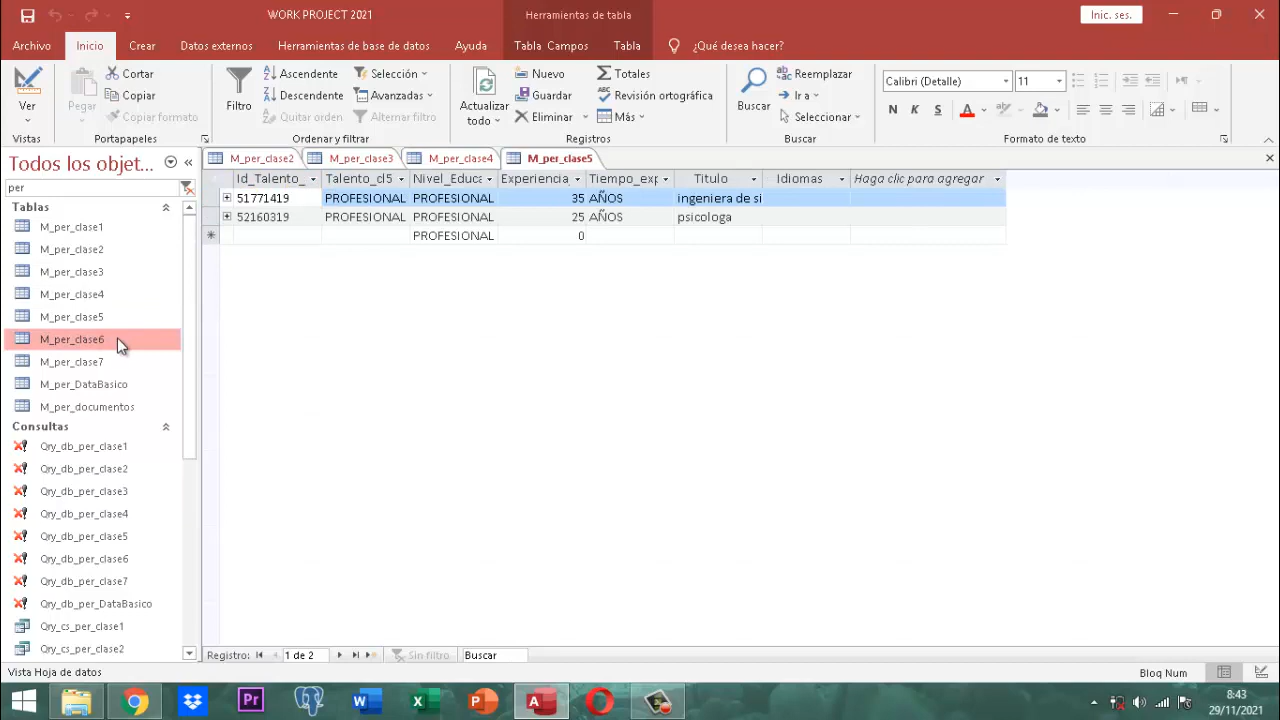 WORK PROJECT 2021
Herramientas de tabla
Inic. ses.
Archivo Inicio Crear Datos externos Herramientas de base de datos Ayuda Tabla Campos Tabla ¿Qué desea hacer?
Ver
Vistas
Pegar
Cortar
Copiar
Copiar formato
Portapapeles
Filtro
Ascendente
Descendente
Quitar orden
Selección
Avanzadas
Alternar filtro
Ordenar y filtrar
Actualizar todo
Nuevo
Guardar
Eliminar
Totales
Revisión ortográfica
Más
Registros
Buscar
Reemplazar
Ir a
Seleccionar
Buscar
Calibri (Detalle) 11
N K S A
Formato de texto
Todos los objet...
per
Tablas
M_per_clase1
M_per_clase2
M_per_clase3
M_per_clase4
M_per_clase5
M_per_clase6
M_per_clase7
M_per_DataBasico
M_per_documentos
Consultas
Qry_db_per_clase1
Qry_db_per_clase2
Qry_db_per_clase3
Qry_db_per_clase4
Qry_db_per_clase5
Qry_db_per_clase6
Qry_db_per_clase7
Qry_db_per_DataBasico
Qry_cs_per_clase1
Qry_cs_per_clase2
M_per_clase2 M_per_clase3 M_per_clase4 M_per_clase5
Id_Talento_ Talento_cl5 Nivel_Educa Experiencia_ Tiempo_exp Titulo Idiomas Haga clic para agregar
51771419 PROFESIONAL PROFESIONAL 35 AÑOS ingeniera de si
52160319 PROFESIONAL PROFESIONAL 25 AÑOS psicologa
PROFESIONAL 0
Registro: 1 de 2 Sin filtro Buscar
Vista Hoja de datos Bloq Num
8:43
29/11/2021